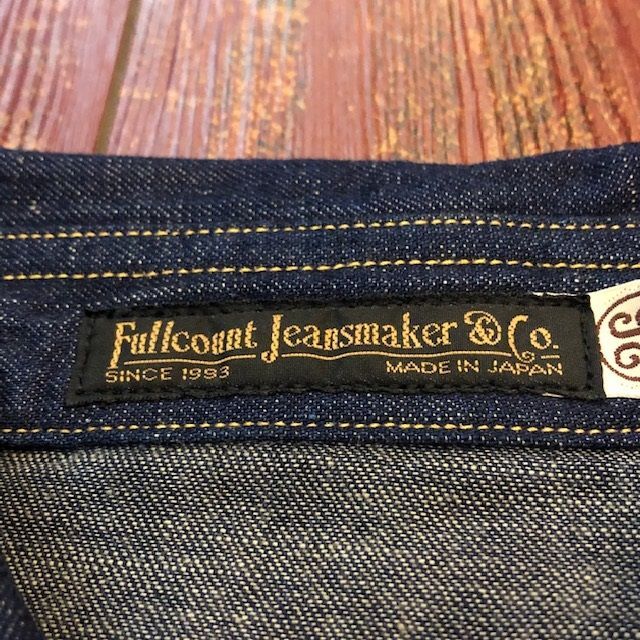 Fullcount Jeansmaker & Co.
SINCE 1993 MADE IN JAPAN